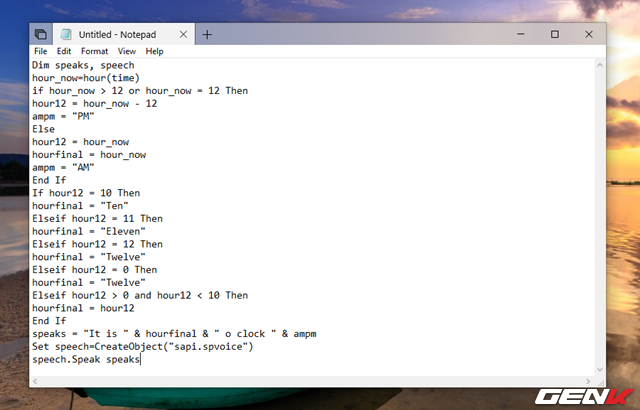 Untitled - Notepad
File Edit Format View Help
Dim speaks, speech
hour_now=hour(time)
if hour_now > 12 or hour_now = 12 Then
hour12 = hour_now - 12
ampm = "PM"
Else
hour12 = hour_now
hourfinal = hour_now
ampm = "AM"
End If
If hour12 = 10 Then
hourfinal = "Ten"
Elseif hour12 = 11 Then
hourfinal = "Eleven"
Elseif hour12 = 12 Then
hourfinal = "Twelve"
Elseif hour12 = 0 Then
hourfinal = "Twelve"
Elseif hour12 > 0 and hour12 < 10 Then
hourfinal = hour12
End If
speaks = "It is " & hourfinal & " o clock " & ampm
Set speech=CreateObject("sapi.spvoice")
speech.Speak speaks
GENK